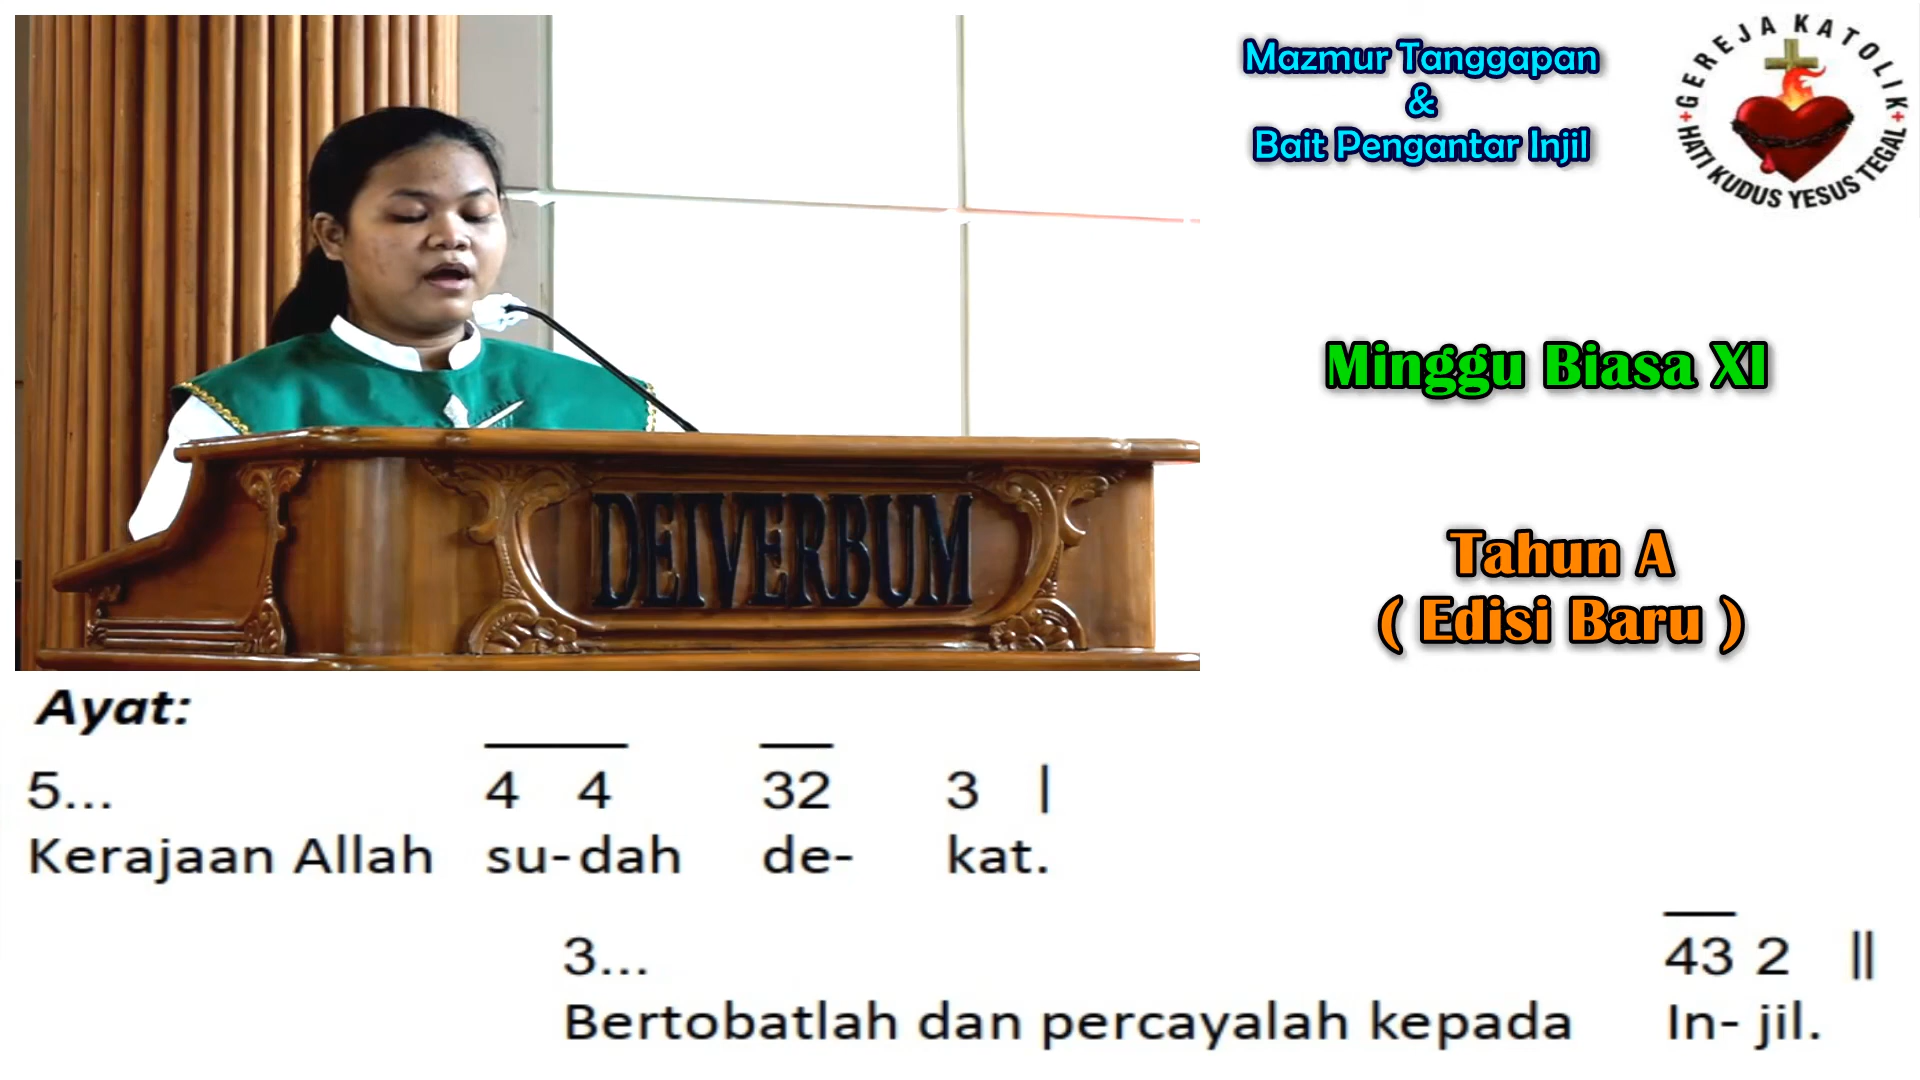 Mazmur Tanggapan
&
Bait Pengantar Injil
GEREJA KATOLIK
HATI KUDUS YESUS TEGAL
Minggu Biasa XI
Tahun A
( Edisi Baru )
DEIVERBUM
Ayat:
5... 4 4 32 3 |
Kerajaan Allah su-dah de- kat.
3... 43 2 ||
Bertobatlah dan percayalah kepada In- jil.